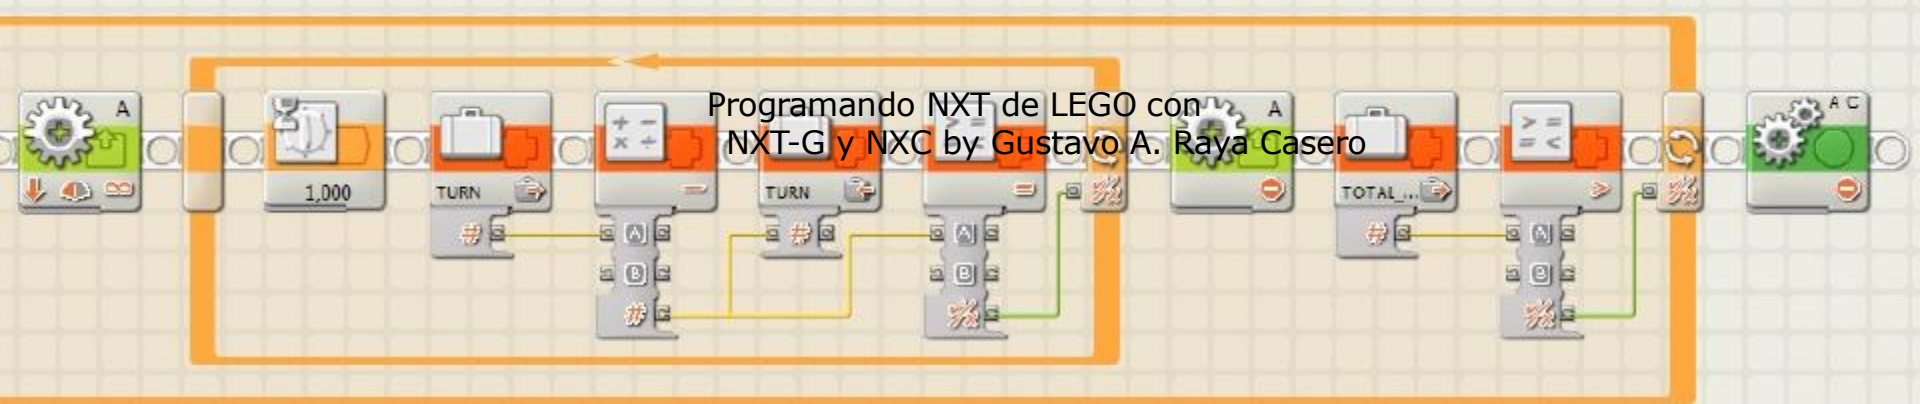 A
A
A C
Programando NXT de LEGO con
NXT-G y NXC by Gustavo A. Raya Casero
1,000
TURN
TURN
TOTAL_...
# [A] # [A] # [A]
[B] [B] [B]
#